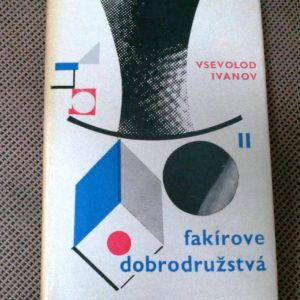 VSEVOLOD
IVANOV
II
fakírove
dobrodružstvá